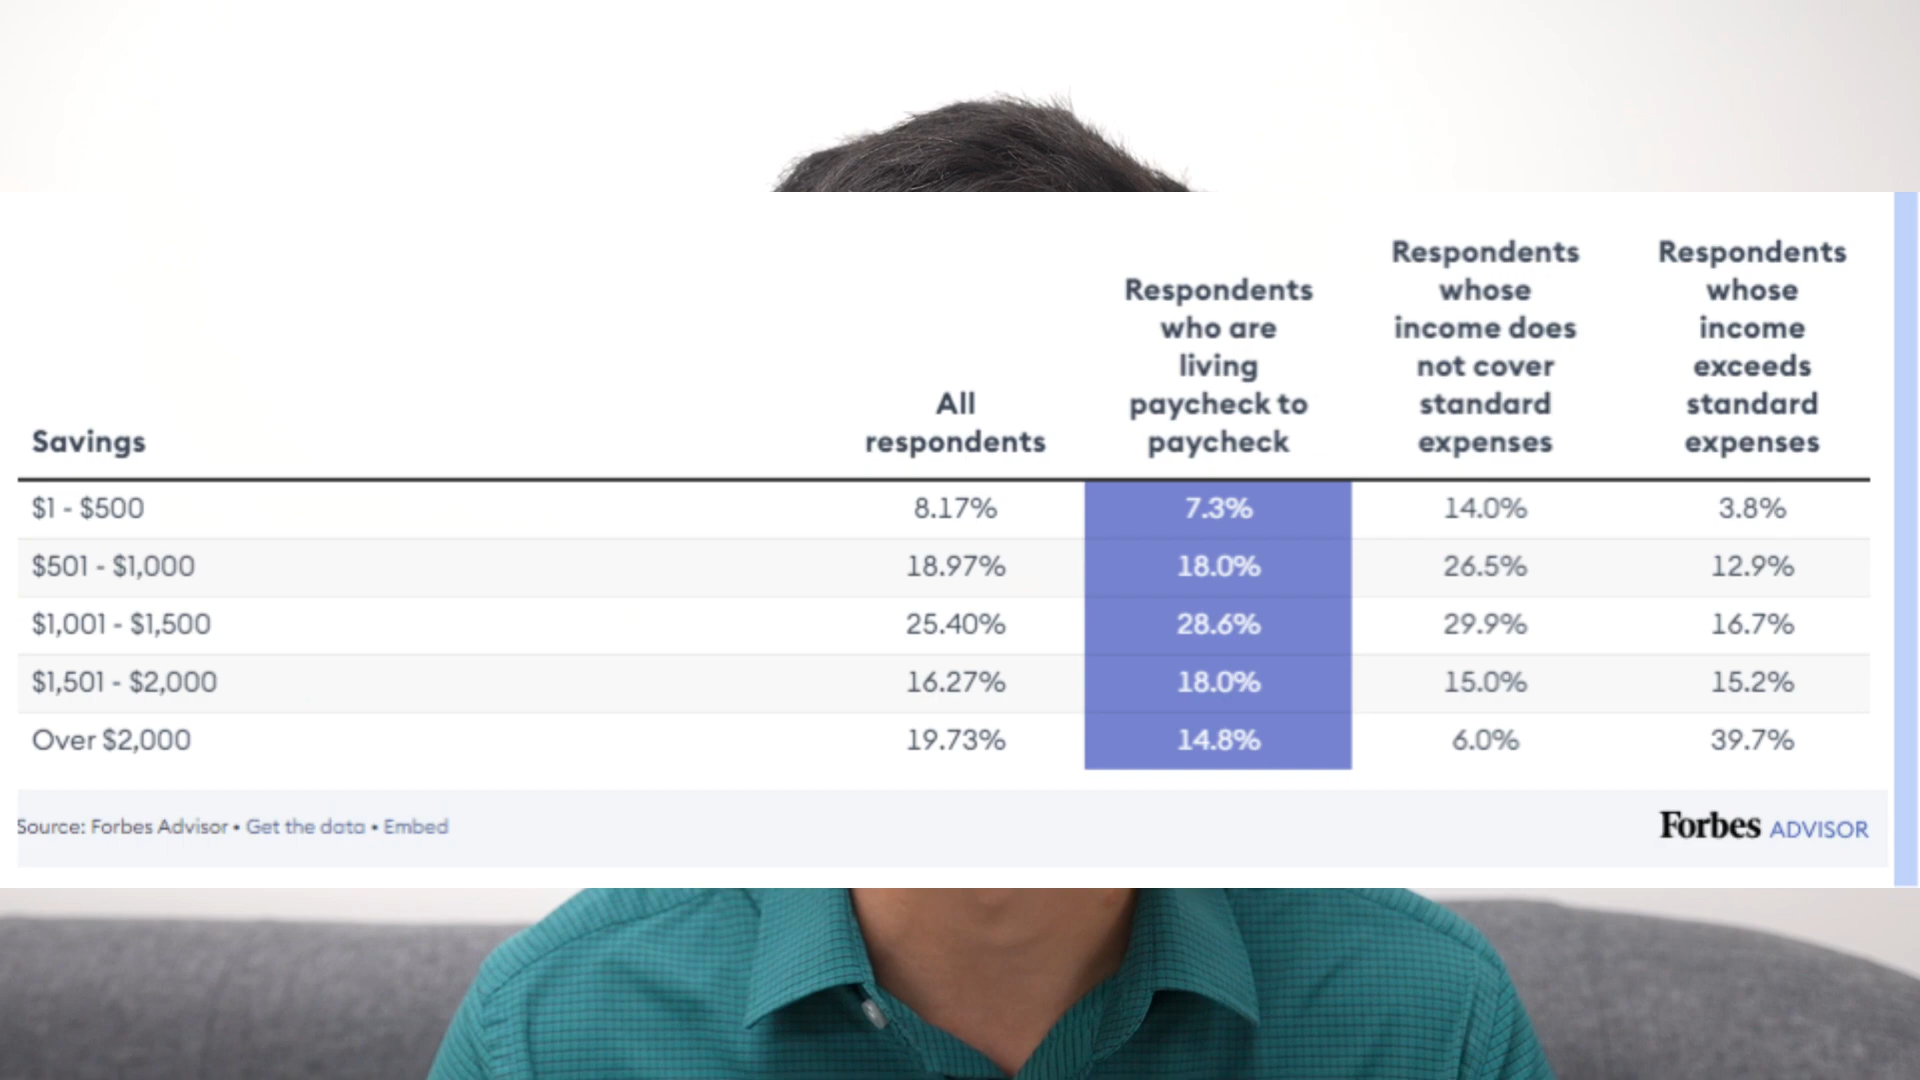 Savings All respondents Respondents who are living paycheck to paycheck Respondents whose income does not cover standard expenses Respondents whose income exceeds standard expenses
$1 - $500 8.17% 7.3% 14.0% 3.8%
$501 - $1,000 18.97% 18.0% 26.5% 12.9%
$1,001 - $1,500 25.40% 28.6% 29.9% 16.7%
$1,501 - $2,000 16.27% 18.0% 15.0% 15.2%
Over $2,000 19.73% 14.8% 6.0% 39.7%
Source: Forbes Advisor • Get the data • Embed
Forbes ADVISOR